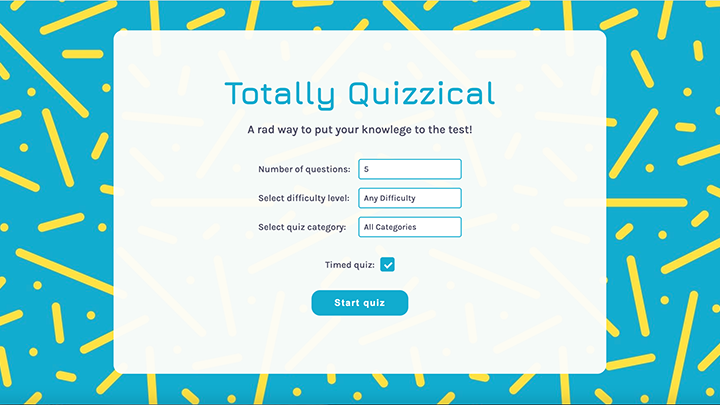 Totally Quizzical
A rad way to put your knowlege to the test!
Number of questions: 5
Select difficulty level: Any Difficulty
Select quiz category: All Categories
Timed quiz:
Start quiz